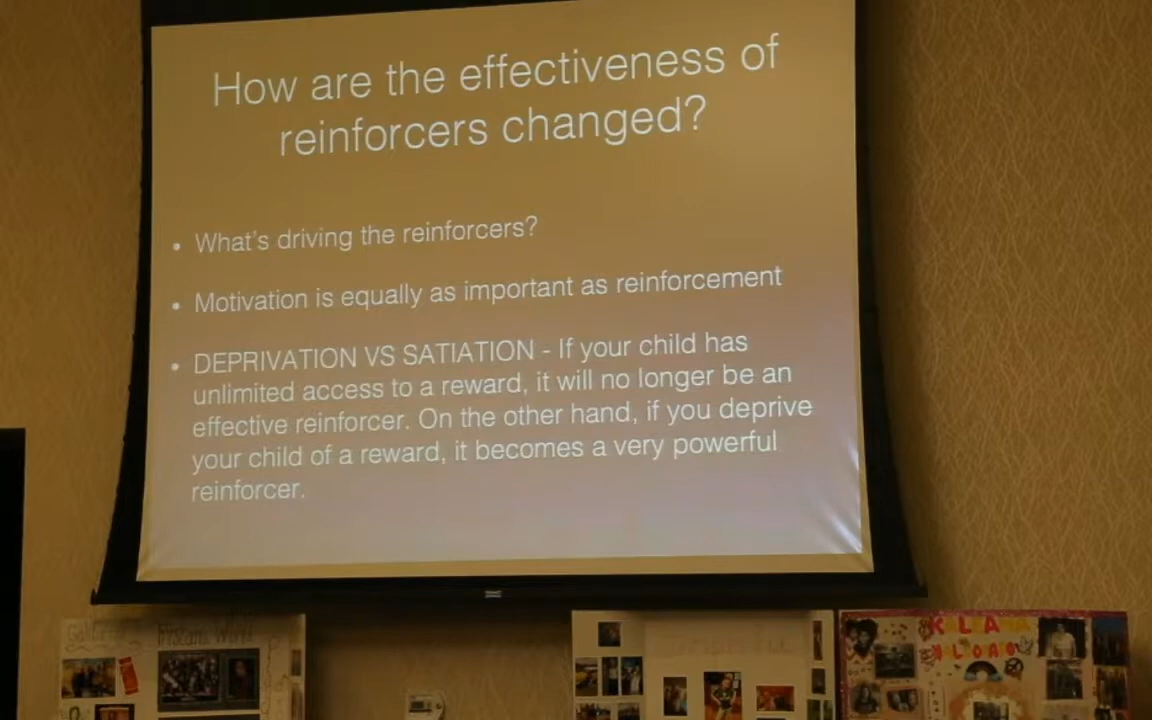 How are the effectiveness of
reinforcers changed?
• What's driving the reinforcers?
• Motivation is equally as important as reinforcement
• DEPRIVATION VS SATIATION - If your child has
unlimited access to a reward, it will no longer be an
effective reinforcer. On the other hand, if you deprive
your child of a reward, it becomes a very powerful
reinforcer.